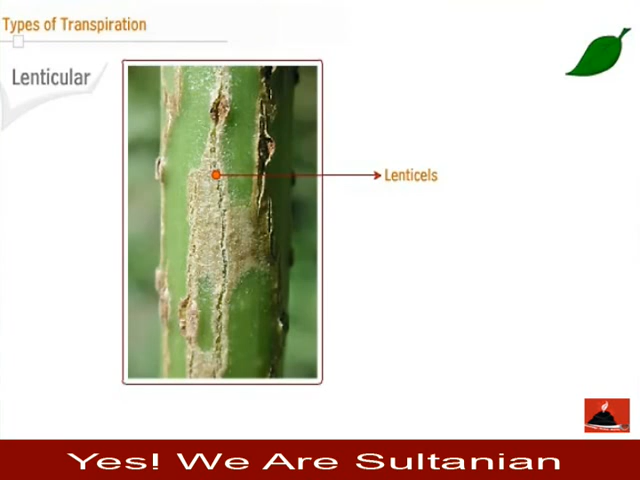 Types of Transpiration
Lenticular
Lenticels
Yes! We Are Sultanian